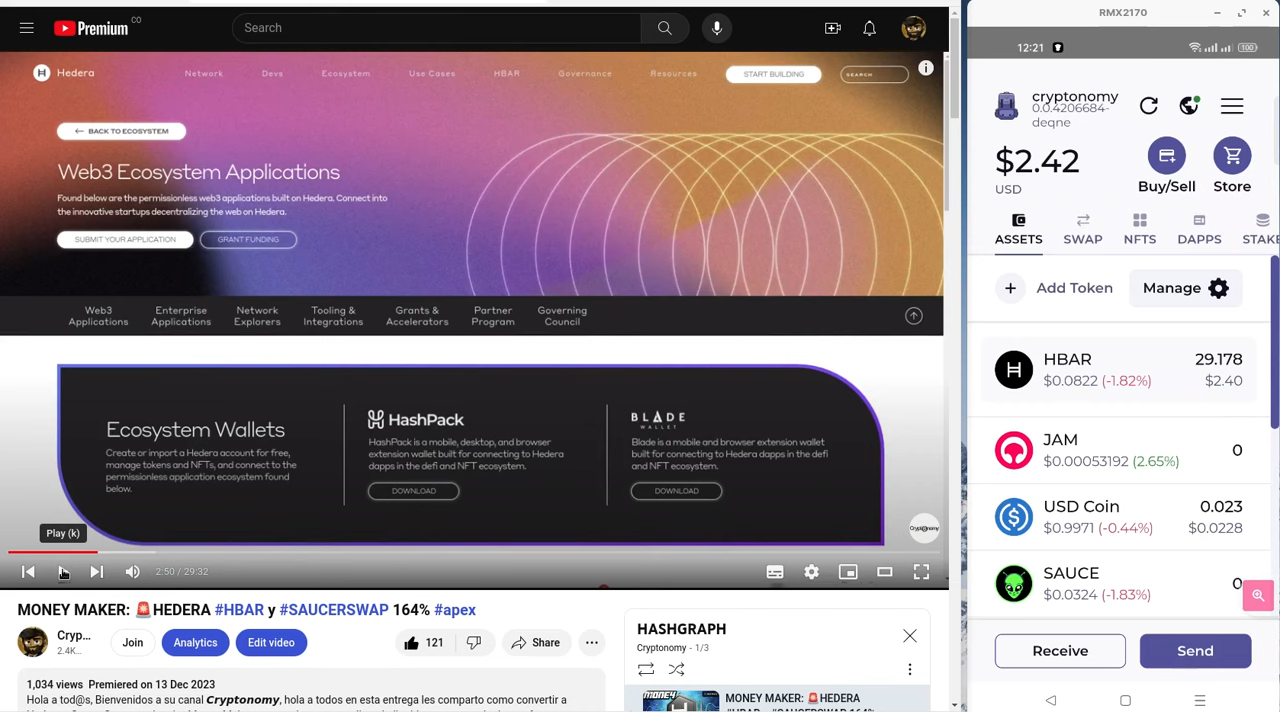 Premium CO
Search
Hedera
Network Devs Ecosystem Use Cases HBAR Governance Resources START BUILDING SEARCH
← BACK TO ECOSYSTEM
Web3 Ecosystem Applications
Found below are the permissionless web3 applications built on Hedera. Connect into
the innovative startups decentralizing the web on Hedera.
SUBMIT YOUR APPLICATION GRANT FUNDING
Web3 Applications
Enterprise Applications
Network Explorers
Tooling & Integrations
Grants & Accelerators
Partner Program
Governing Council
Ecosystem Wallets
Create or import a Hedera account for free,
manage tokens and NFTs, and connect to the
permissionless application ecosystem found
below.
HashPack
HashPack is a mobile, desktop, and browser
extension wallet built for connecting to Hedera
dapps in the defi and NFT ecosystem.
DOWNLOAD
BLADE
WALLET
Blade is a mobile and browser extension wallet
built for connecting to Hedera dapps in the defi
and NFT ecosystem.
DOWNLOAD
Cryptonomy
Play (k)
2:50 / 29:32
MONEY MAKER: 🚨HEDERA #HBAR y #SAUCERSWAP 164% #apex
Cryp...
2.4K...
Join
Analytics
Edit video
121
Share
1,034 views Premiered on 13 Dec 2023
Hola a tod@s, Bienvenidos a su canal Cryptonomy, hola a todos en esta entrega les comparto como convertir a
HASHGRAPH
Cryptonomy - 1/3
MONEY
MONEY MAKER: 🚨HEDERA
RMX2170
12:21
100
cryptonomy
0.0.4206684-
deqne
$2.42
USD
Buy/Sell
Store
ASSETS SWAP NFTS DAPPS STAKE
+ Add Token
Manage
HBAR 29.178
$0.0822 (-1.82%) $2.40
JAM 0
$0.00053192 (2.65%)
USD Coin 0.023
$0.9971 (-0.44%) $0.0228
SAUCE 0
$0.0324 (-1.83%)
Receive
Send